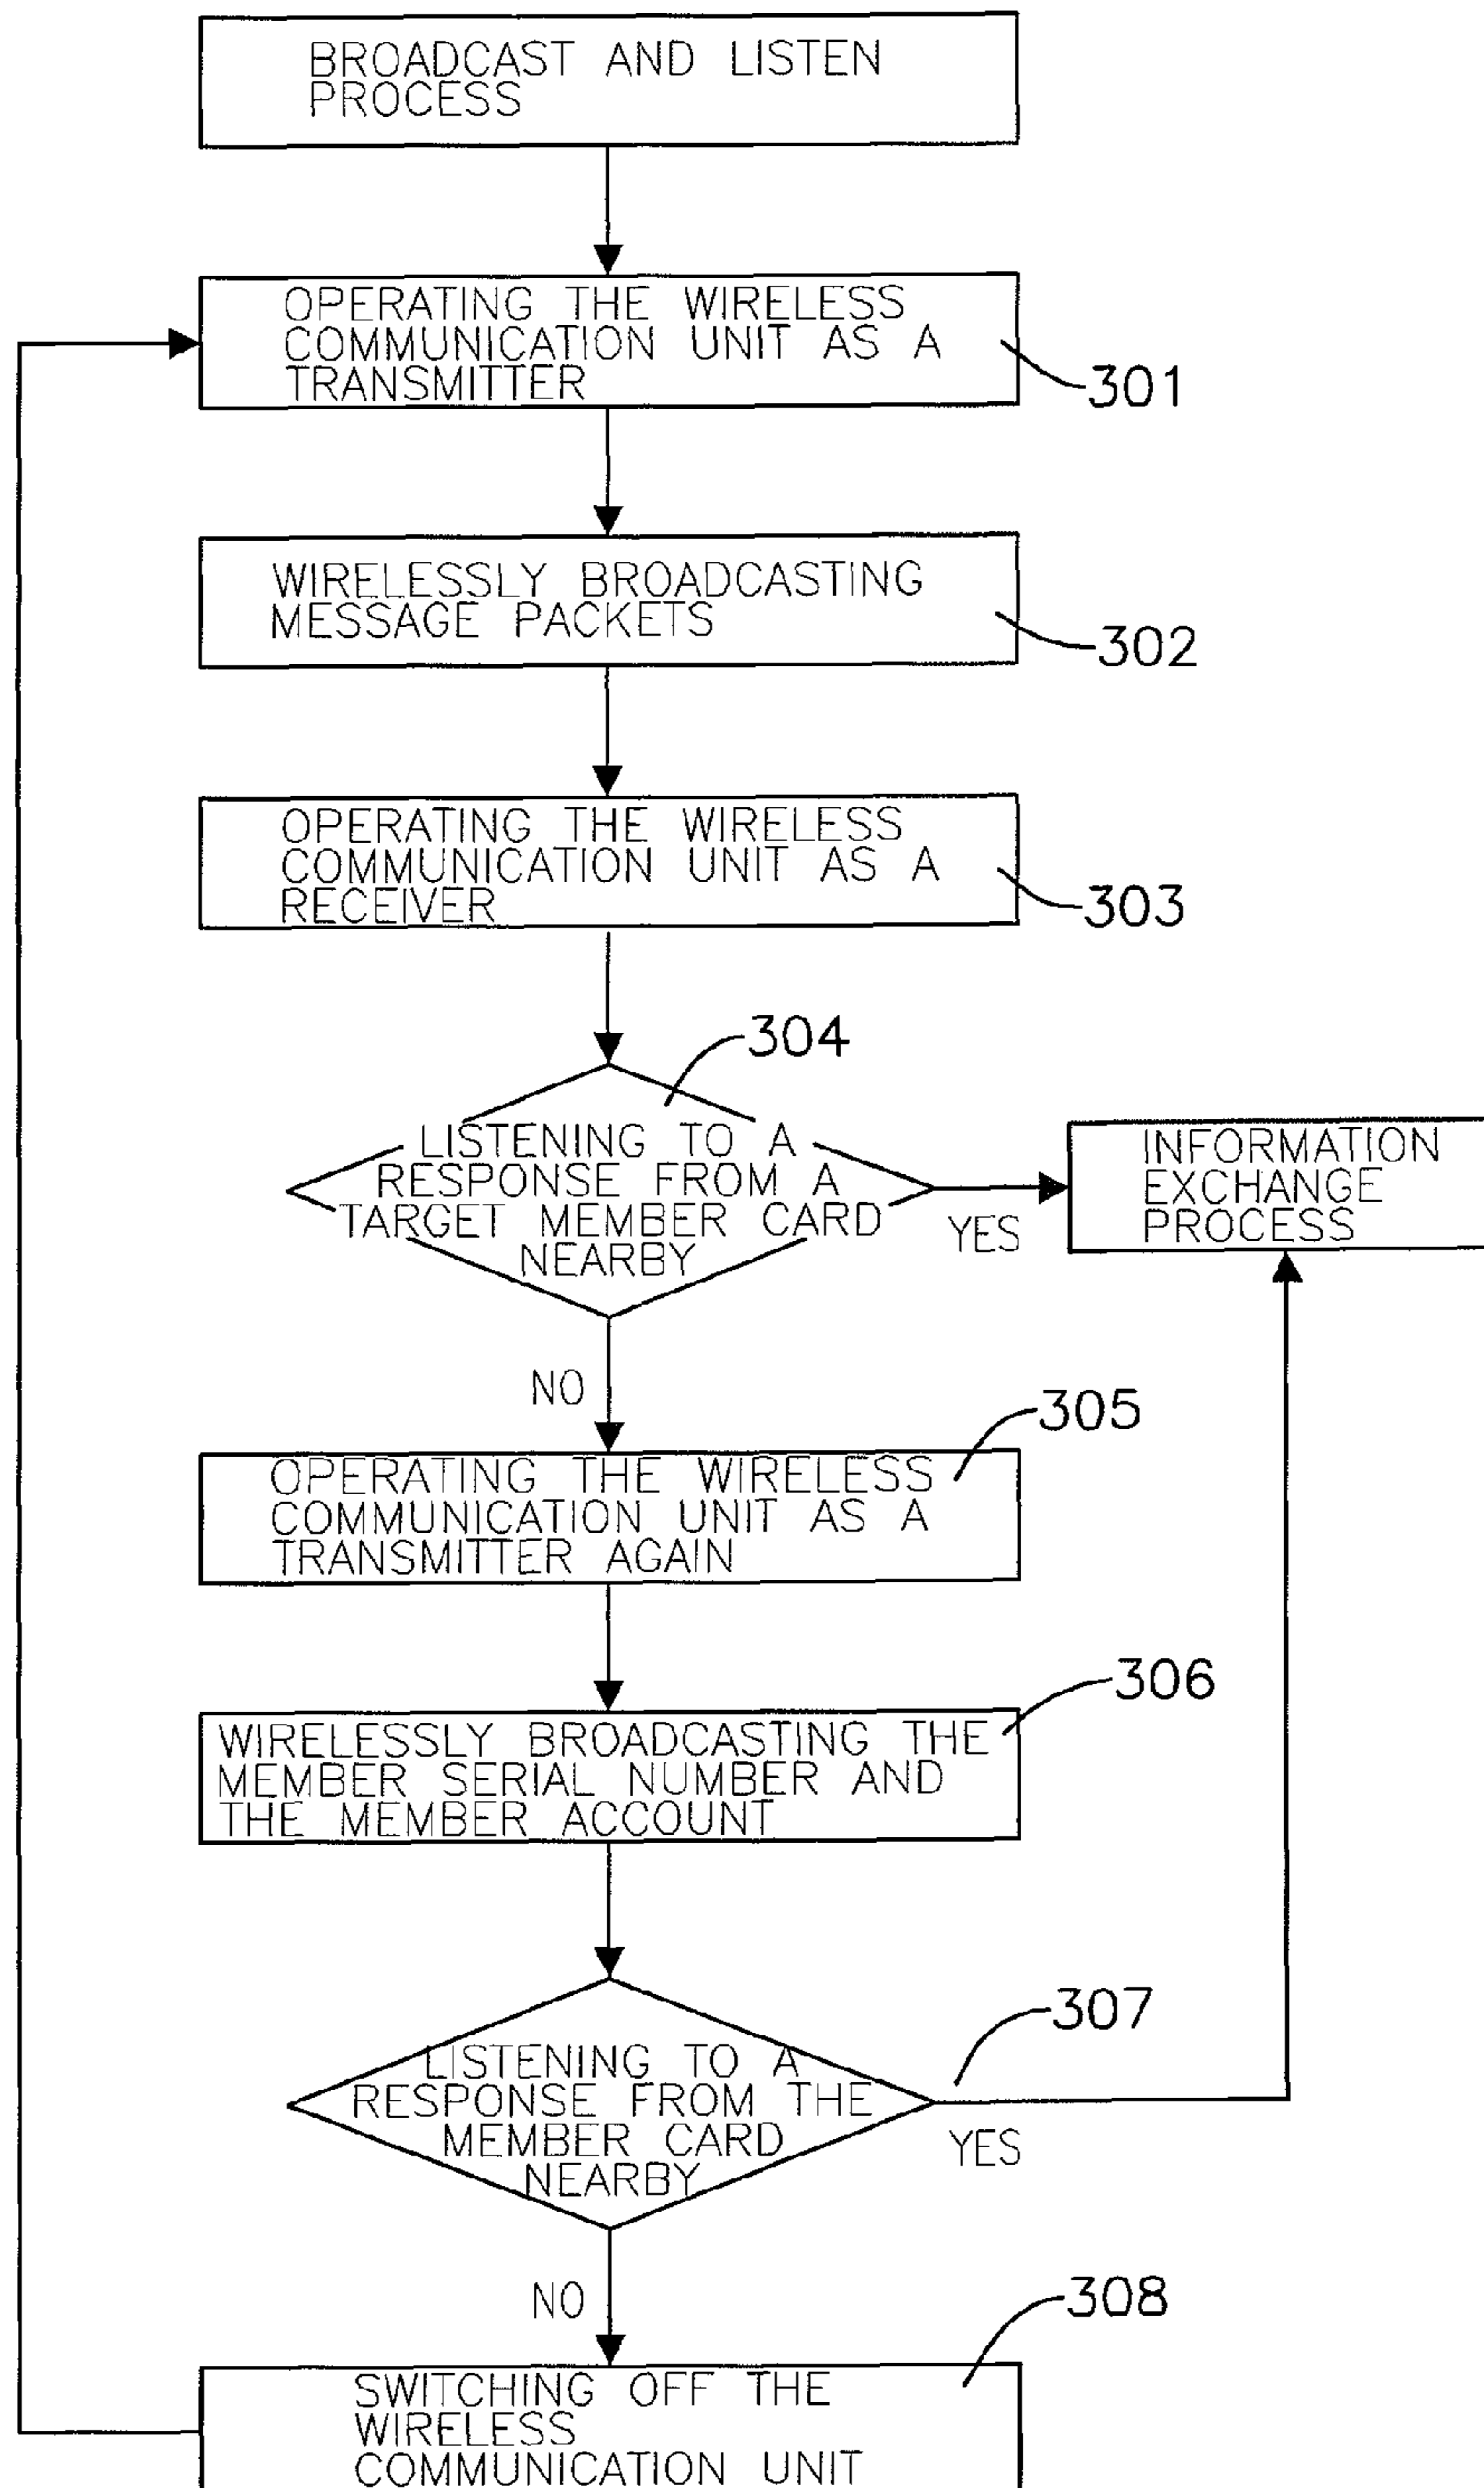 BROADCAST AND LISTEN
PROCESS
OPERATING THE WIRELESS
COMMUNICATION UNIT AS A
TRANSMITTER
301
WIRELESSLY BROADCASTING
MESSAGE PACKETS
302
OPERATING THE WIRELESS
COMMUNICATION UNIT AS A
RECEIVER
303
304
LISTENING TO A
RESPONSE FROM A
TARGET MEMBER CARD
NEARBY
YES
INFORMATION
EXCHANGE
PROCESS
NO
305
OPERATING THE WIRELESS
COMMUNICATION UNIT AS A
TRANSMITTER AGAIN
306
WIRELESSLY BROADCASTING THE
MEMBER SERIAL NUMBER AND
THE MEMBER ACCOUNT
307
LISTENING TO A
RESPONSE FROM THE
MEMBER CARD
NEARBY
YES
NO
308
SWITCHING OFF THE
WIRELESS
COMMUNICATION UNIT